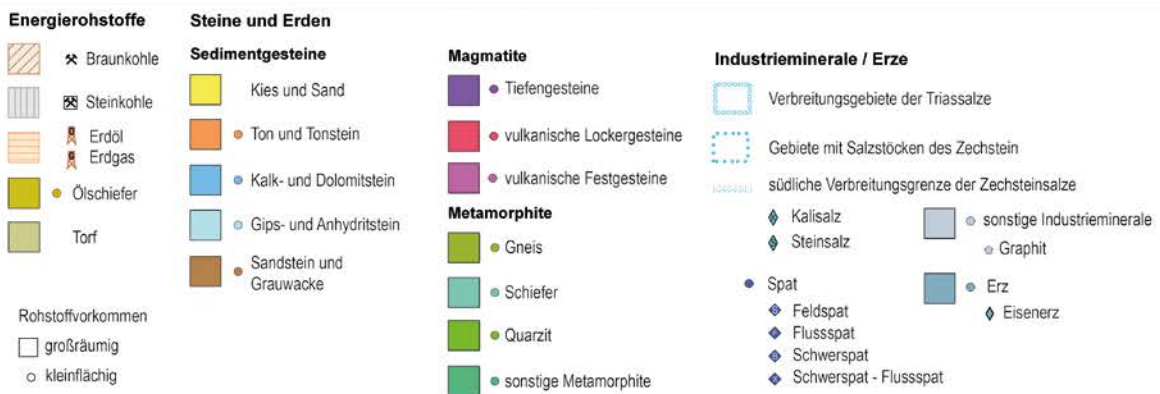 Energierohstoffe
Braunkohle
Steinkohle
Erdöl
Erdgas
Ölschiefer
Torf
Rohstoffvorkommen
großräumig
kleinflächig
Steine und Erden
Sedimentgesteine
Kies und Sand
Ton und Tonstein
Kalk- und Dolomitstein
Gips- und Anhydritstein
Sandstein und
Grauwacke
Magmatite
Tiefengesteine
vulkanische Lockergesteine
vulkanische Festgesteine
Metamorphite
Gneis
Schiefer
Quarzit
sonstige Metamorphite
Industrieminerale / Erze
Verbreitungsgebiete der Triassalze
Gebiete mit Salzstöcken des Zechstein
südliche Verbreitungsgrenze der Zechsteinsalze
Kalisalz
Steinsalz
Spat
Feldspat
Flussspat
Schwerspat
Schwerspat - Flussspat
sonstige Industrieminerale
Graphit
Erz
Eisenerz